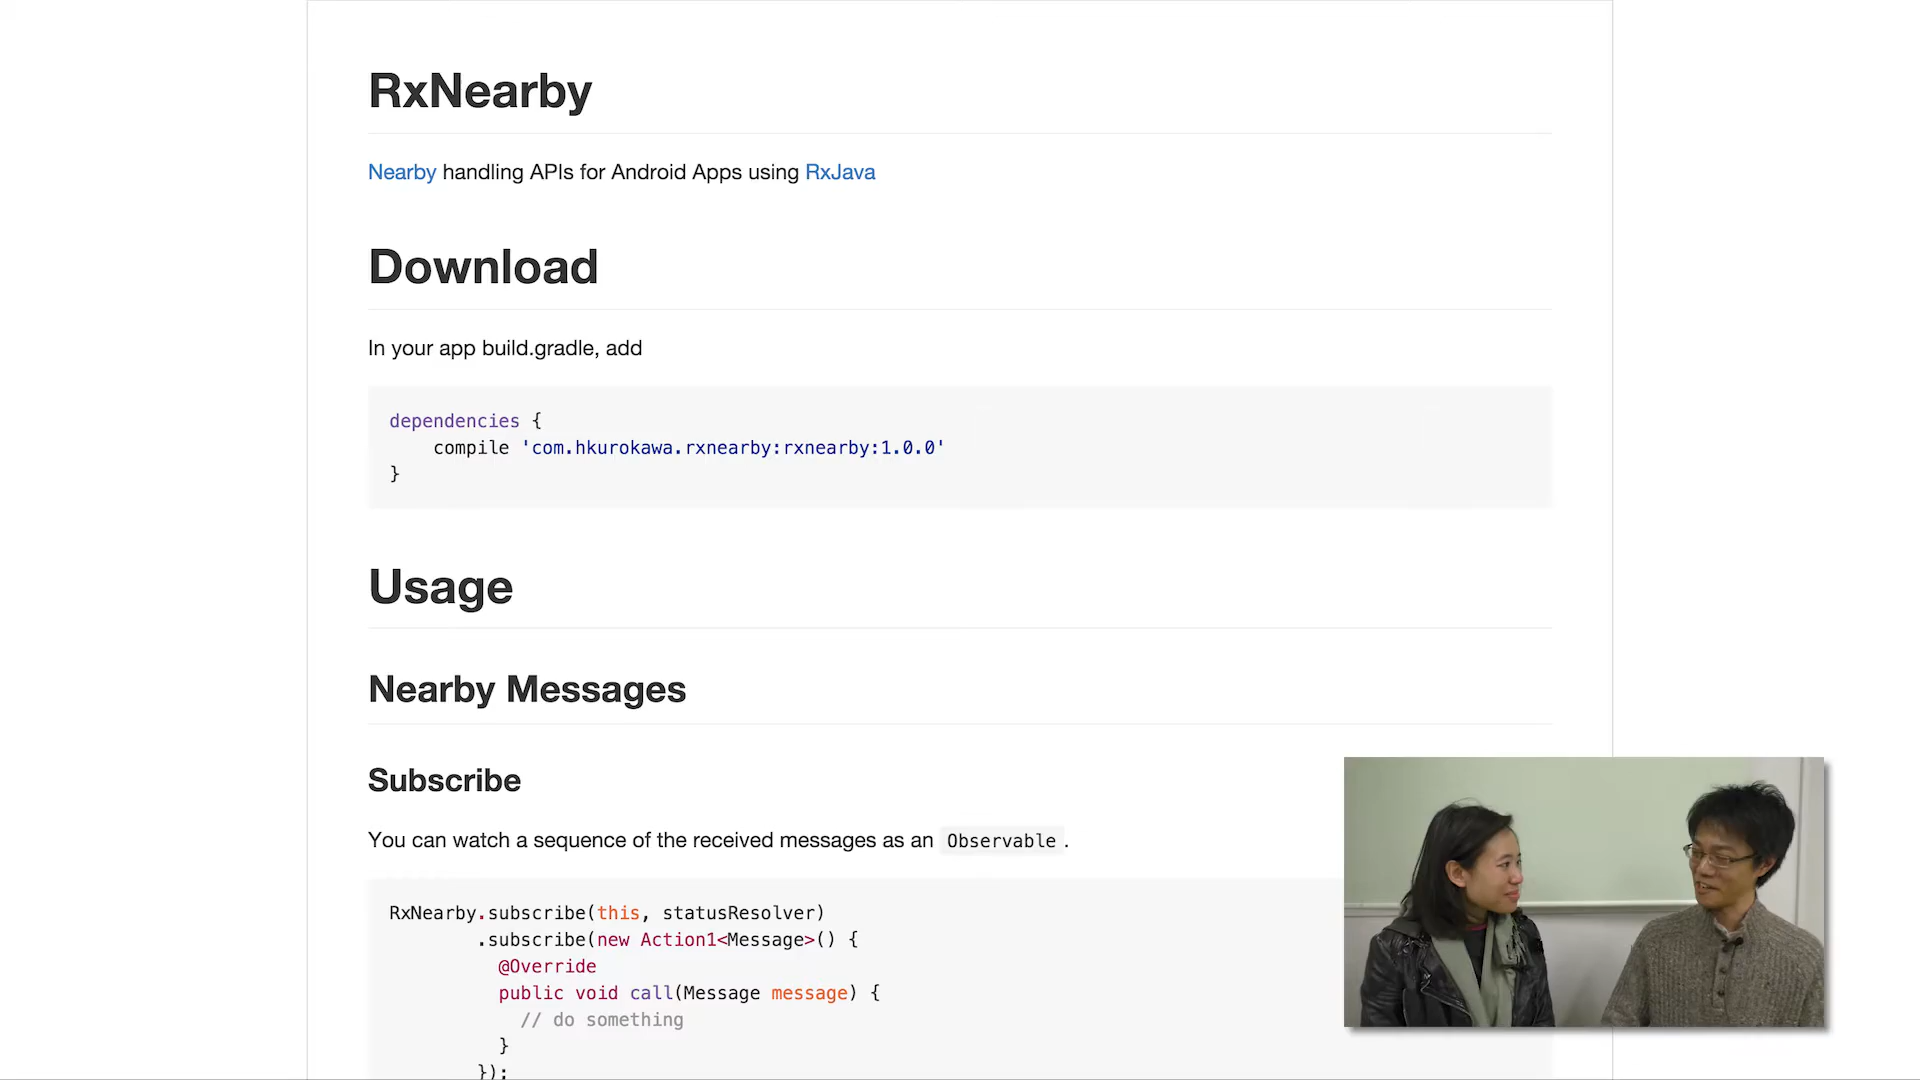 RxNearby
Nearby handling APIs for Android Apps using RxJava
Download
In your app build.gradle, add
dependencies {
compile 'com.hkurokawa.rxnearby:rxnearby:1.0.0'
}
Usage
Nearby Messages
Subscribe
You can watch a sequence of the received messages as an Observable .
RxNearby.subscribe(this, statusResolver)
.subscribe(new Action1<Message>() {
@Override
public void call(Message message) {
// do something
}
});